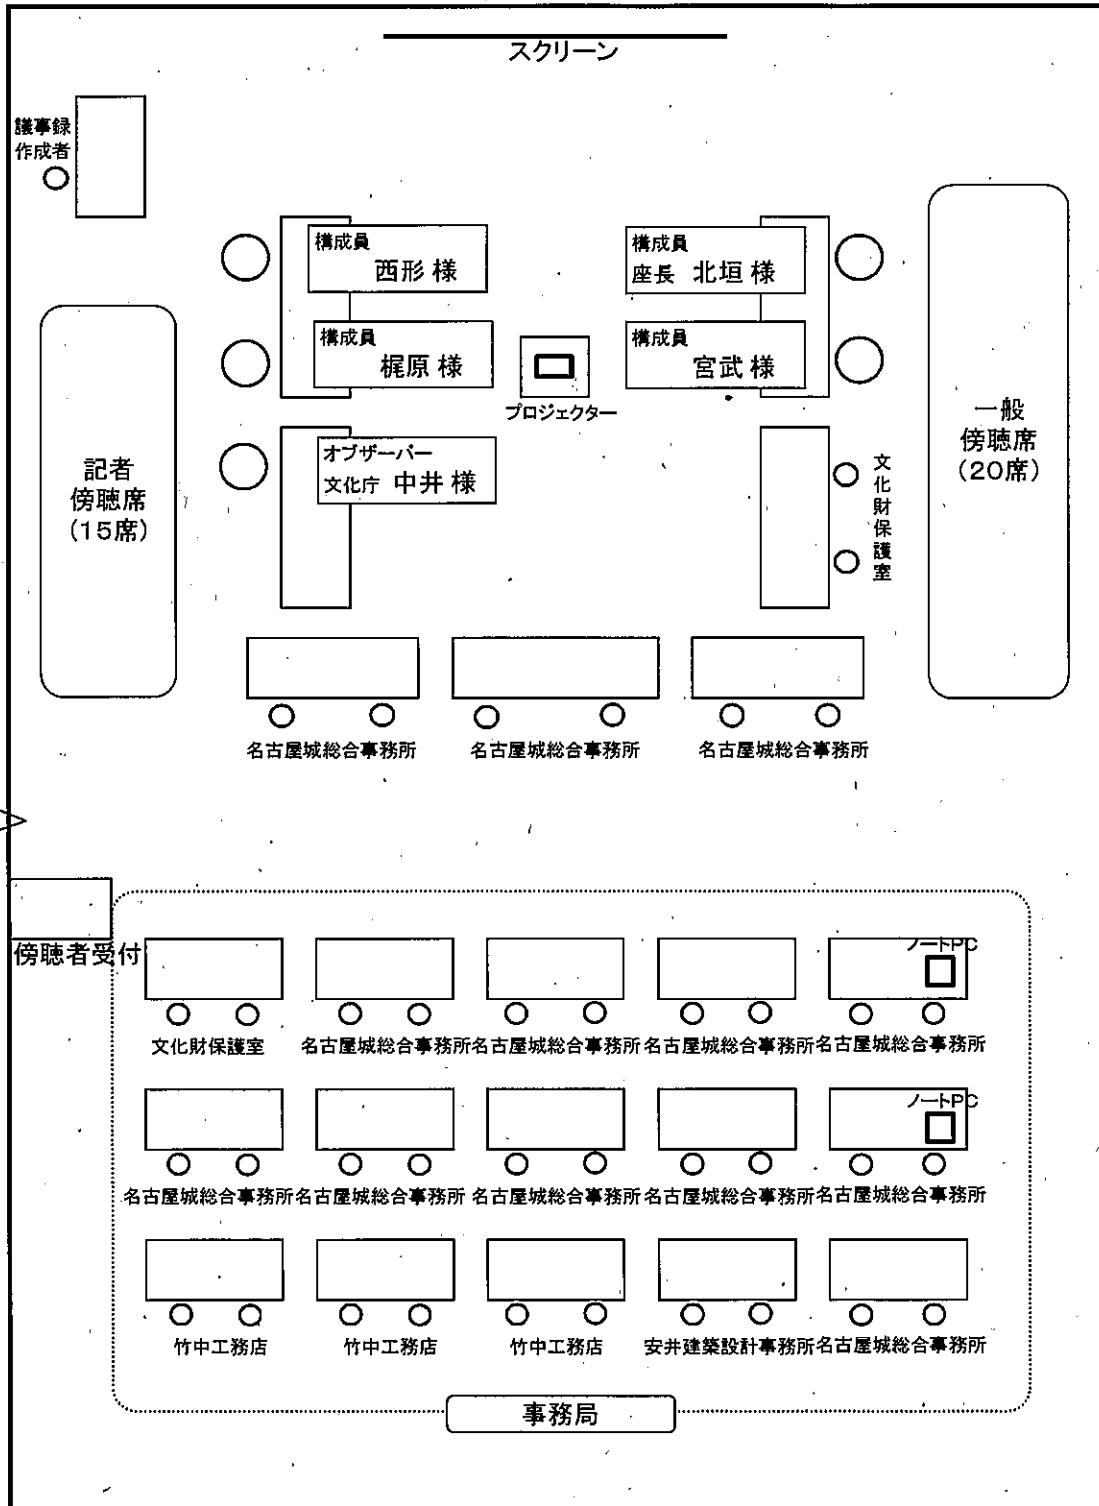 スクリーン
議事録
作成者
構成員
西形 様
構成員
座長 北垣 様
構成員
梶原 様
構成員
宮武 様
プロジェクター
オブザーバー
文化庁 中井 様
記者
傍聴席
(15席)
文化財保護室
一般
傍聴席
(20席)
名古屋城総合事務所
名古屋城総合事務所
名古屋城総合事務所
傍聴者受付
ノートPC
文化財保護室
名古屋城総合事務所
名古屋城総合事務所
名古屋城総合事務所
名古屋城総合事務所
ノートPC
名古屋城総合事務所
名古屋城総合事務所
名古屋城総合事務所
名古屋城総合事務所
名古屋城総合事務所
竹中工務店
竹中工務店
竹中工務店
安井建築設計事務所
名古屋城総合事務所
事務局